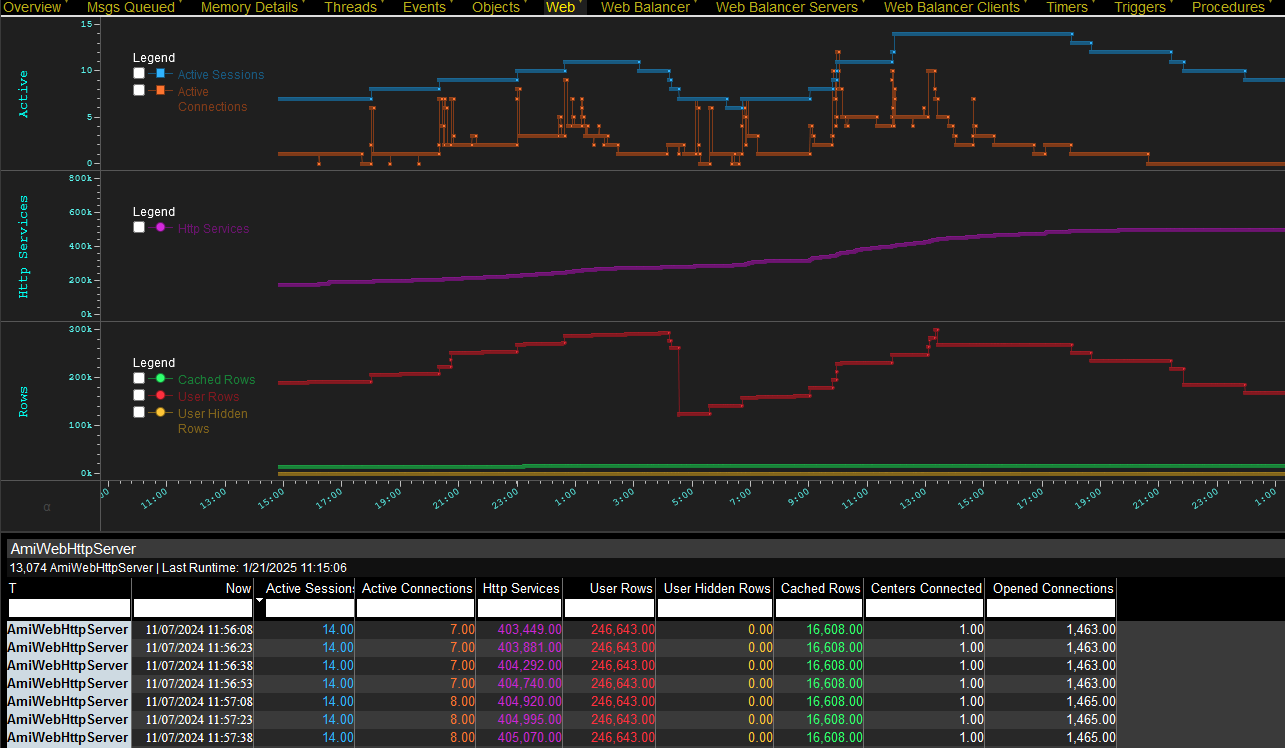 Overview Msgs Queued Memory Details Threads Events Objects Web Web Balancer Web Balancer Servers Web Balancer Clients Timers Triggers Procedures
Active
15
10
5
0
Legend
Active Sessions
Active
Connections
Http Services
800k
600k
400k
200k
0k
Legend
Http Services
Rows
300k
200k
100k
0k
Legend
Cached Rows
User Rows
User Hidden
Rows
11:00 13:00 15:00 17:00 19:00 21:00 23:00 1:00 3:00 5:00 7:00 9:00 11:00 13:00 15:00 17:00 19:00 21:00 23:00 1:00
α
AmiWebHttpServer
13,074 AmiWebHttpServer | Last Runtime: 1/21/2025 11:15:06
T Now Active Session Active Connections Http Services User Rows User Hidden Rows Cached Rows Centers Connected Opened Connections
AmiWebHttpServer 11/07/2024 11:56:08 14.00 7.00 403,449.00 246,643.00 0.00 16,608.00 1.00 1,463.00
AmiWebHttpServer 11/07/2024 11:56:23 14.00 7.00 403,881.00 246,643.00 0.00 16,608.00 1.00 1,463.00
AmiWebHttpServer 11/07/2024 11:56:38 14.00 7.00 404,292.00 246,643.00 0.00 16,608.00 1.00 1,463.00
AmiWebHttpServer 11/07/2024 11:56:53 14.00 7.00 404,740.00 246,643.00 0.00 16,608.00 1.00 1,463.00
AmiWebHttpServer 11/07/2024 11:57:08 14.00 8.00 404,920.00 246,643.00 0.00 16,608.00 1.00 1,465.00
AmiWebHttpServer 11/07/2024 11:57:23 14.00 8.00 404,995.00 246,643.00 0.00 16,608.00 1.00 1,465.00
AmiWebHttpServer 11/07/2024 11:57:38 14.00 8.00 405,070.00 246,643.00 0.00 16,608.00 1.00 1,465.00